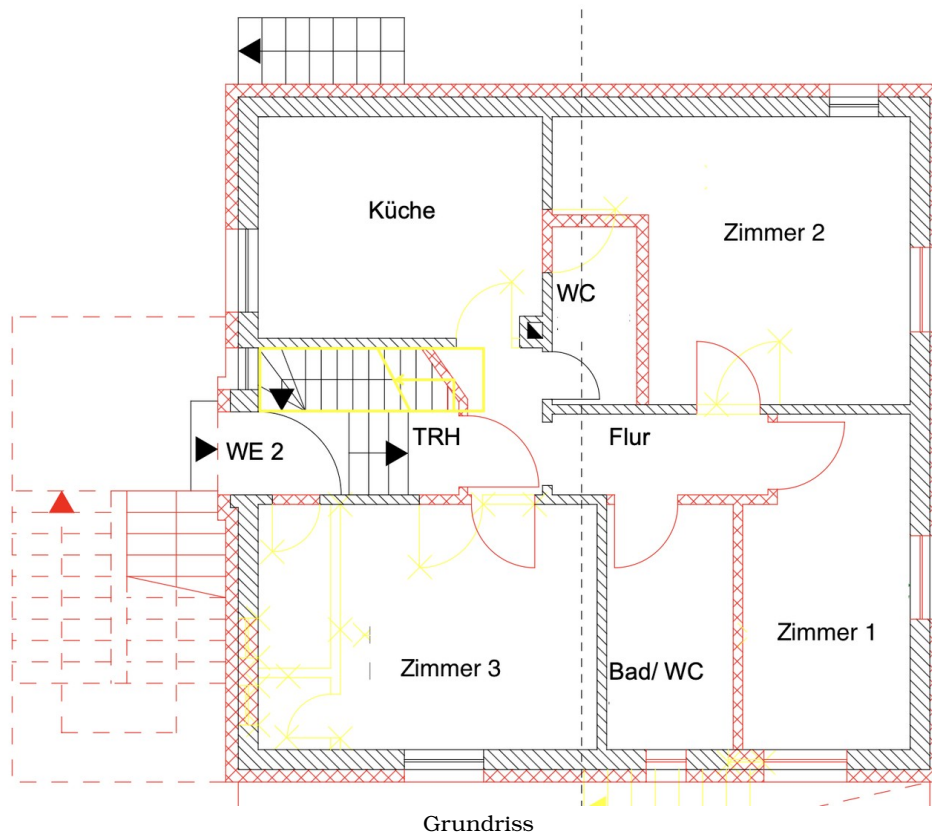 Küche
Zimmer 2
WC
WE 2
TRH
Flur
Zimmer 3
Bad/ WC
Zimmer 1
Grundriss